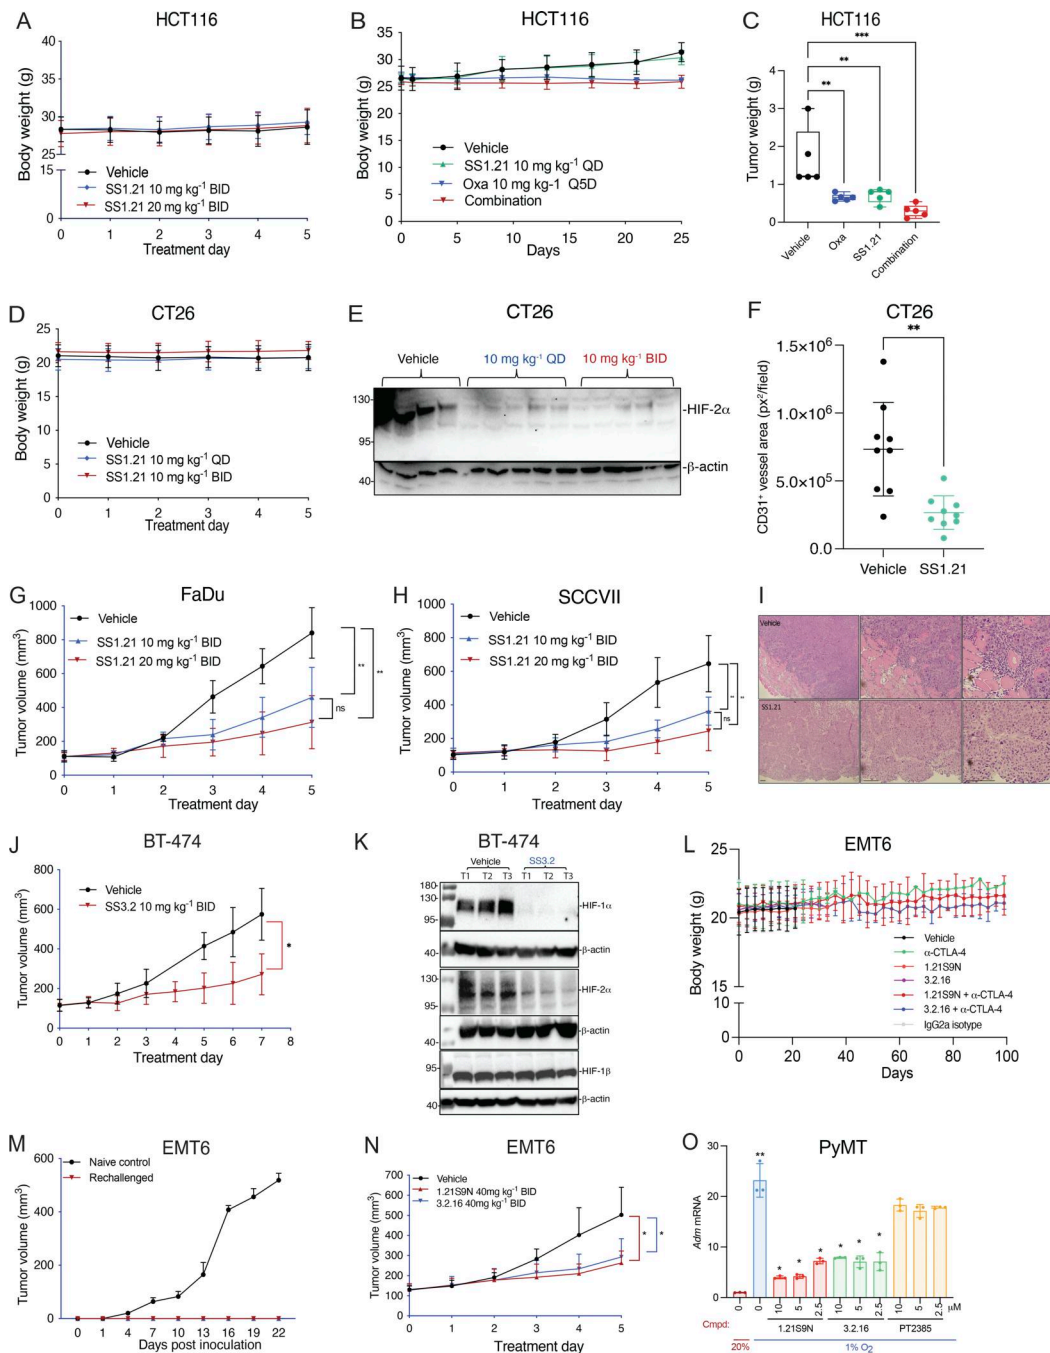 A
HCT116
Body weight (g)
40
35
30
25
15
0
Vehicle
SS1.21 10 mg kg⁻¹ BID
SS1.21 20 mg kg⁻¹ BID
0 1 2 3 4 5
Treatment day
B
HCT116
Body weight (g)
35
30
25
20
15
10
5
0
Vehicle
SS1.21 10 mg kg⁻¹ QD
Oxa 10 mg kg-1 Q5D
Combination
0 5 10 15 20 25
Days
C
HCT116
Tumor weight (g)
4
3
2
1
0
***
**
**
Vehicle
Oxa
SS1.21
Combination
D
CT26
Body weight (g)
25
20
15
10
5
0
Vehicle
SS1.21 10 mg kg⁻¹ QD
SS1.21 10 mg kg⁻¹ BID
0 1 2 3 4 5
Treatment day
E
CT26
Vehicle 10 mg kg⁻¹ QD 10 mg kg⁻¹ BID
130
95
40
-HIF-2α
-β-actin
F
CT26
CD31⁺ vessel area (px²/field)
1.5×10⁶
1.0×10⁶
5.0×10⁵
0.0
**
Vehicle SS1.21
G
FaDu
Tumor volume (mm³)
1000
800
600
400
200
0
Vehicle
SS1.21 10 mg kg⁻¹ BID
SS1.21 20 mg kg⁻¹ BID
**
**
ns
0 1 2 3 4 5
Treatment day
H
SCCVII
Tumor volume (mm³)
1000
800
600
400
200
0
Vehicle
SS1.21 10 mg kg⁻¹ BID
SS1.21 20 mg kg⁻¹ BID
**
**
ns
0 1 2 3 4 5
Treatment day
I
Vehicle
SS1.21
J
BT-474
Tumor volume (mm³)
800
600
400
200
0
Vehicle
SS3.2 10 mg kg⁻¹ BID
*
0 1 2 3 4 5 6 7 8
Treatment day
K
BT-474
Vehicle SS3.2
T1 T2 T3 T1 T2 T3
180
130
95
-HIF-1α
40
-β-actin
130
95
-HIF-2α
40
-β-actin
95
-HIF-1β
40
-β-actin
L
EMT6
Body weight (g)
25
20
15
10
0
Vehicle
α-CTLA-4
1.21S9N
3.2.16
1.21S9N + α-CTLA-4
3.2.16 + α-CTLA-4
IgG2a isotype
0 20 40 60 80 100
Days
M
EMT6
Tumor volume (mm³)
600
400
200
0
Naive control
Rechallenged
0 1 4 7 10 13 16 19 22
Days post inoculation
N
EMT6
Tumor volume (mm³)
700
600
500
400
300
200
100
0
Vehicle
1.21S9N 40mg kg⁻¹ BID
3.2.16 40mg kg⁻¹ BID
*
*
0 1 2 3 4 5
Treatment day
O
PyMT
Adm mRNA
30
20
10
0
**
* * * * * *
0 0 10 5 2.5 10 5 2.5 10 5 2.5 μM
Cmpd: 1.21S9N 3.2.16 PT2385
20% 1% O₂